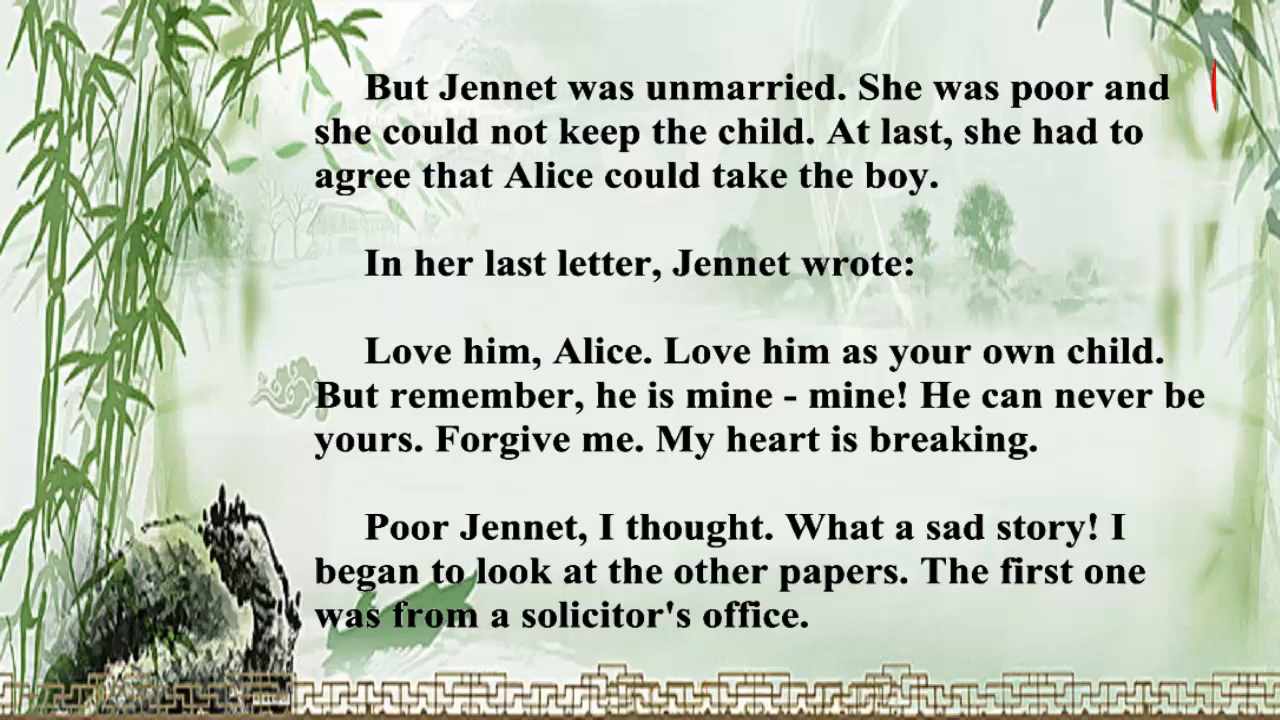 But Jennet was unmarried. She was poor and
she could not keep the child. At last, she had to
agree that Alice could take the boy.
In her last letter, Jennet wrote:
Love him, Alice. Love him as your own child.
But remember, he is mine - mine! He can never be
yours. Forgive me. My heart is breaking.
Poor Jennet, I thought. What a sad story! I
began to look at the other papers. The first one
was from a solicitor's office.